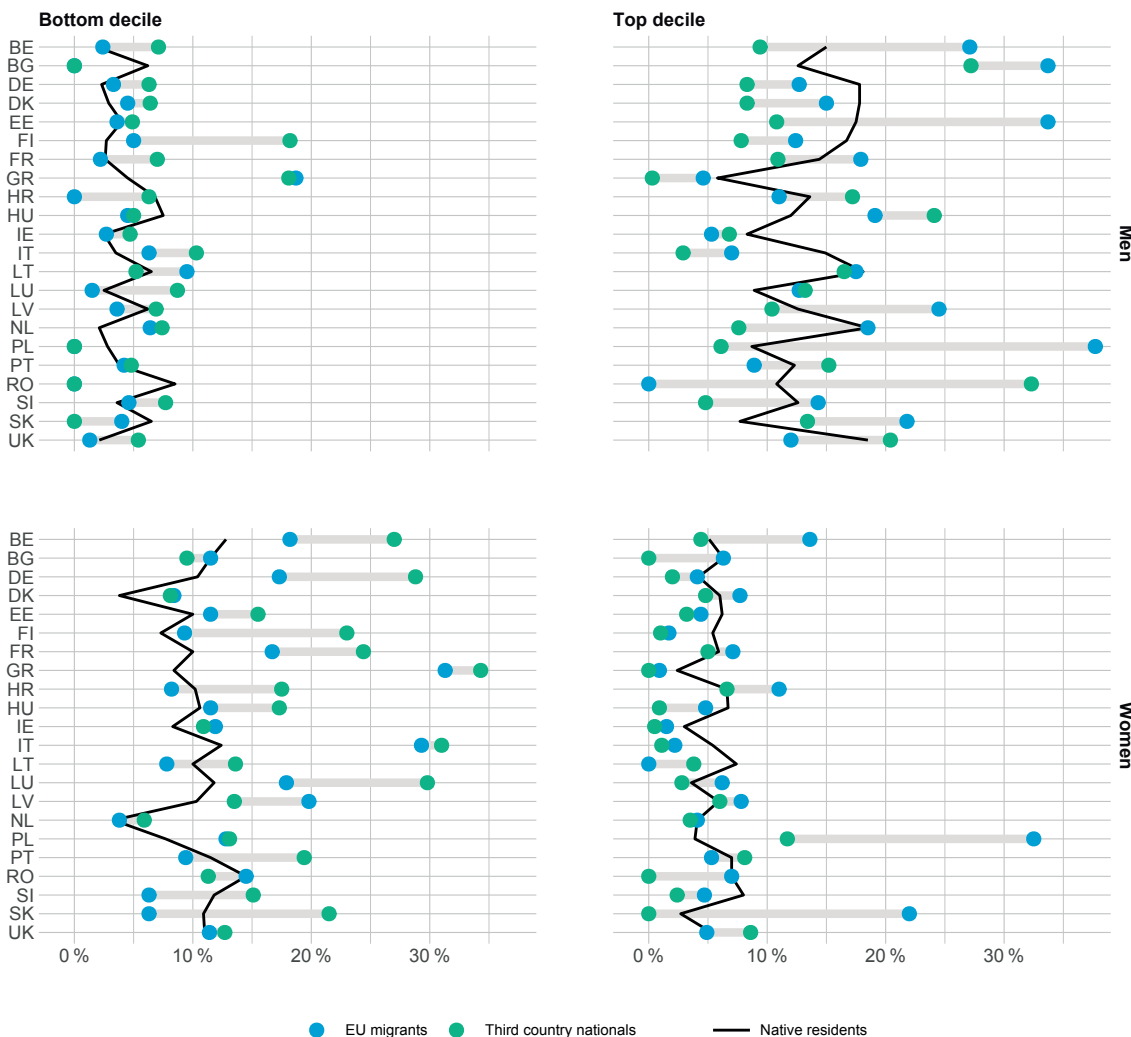 Bottom decile
Top decile
BE
BG
DE
DK
EE
FI
FR
GR
HR
HU
IE
IT
LT
LU
LV
NL
PL
PT
RO
SI
SK
UK
Men
BE
BG
DE
DK
EE
FI
FR
GR
HR
HU
IE
IT
LT
LU
LV
NL
PL
PT
RO
SI
SK
UK
Women
0 % 10 % 20 % 30 %
0 % 10 % 20 % 30 %
EU migrants Third country nationals Native residents